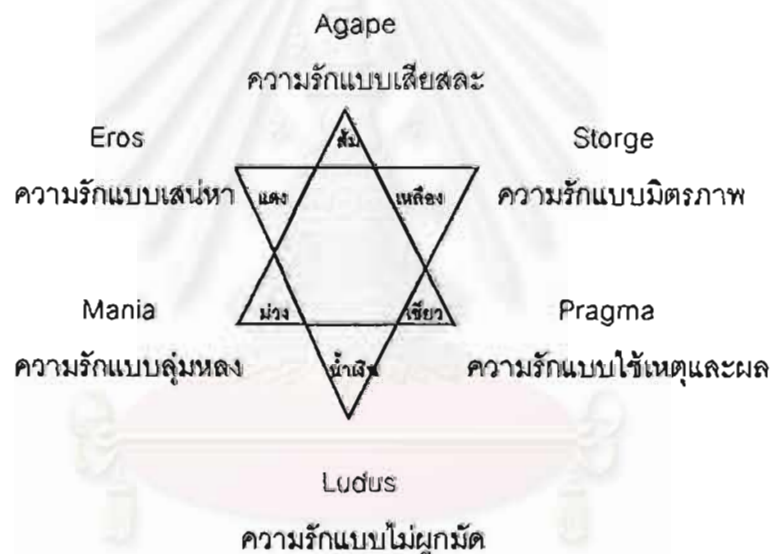 Agape
ความรักแบบเสียสละ
ส้ม
Eros
Storge
ความรักแบบเสน่หา
แดง
เหลือง
ความรักแบบมิตรภาพ
Mania
ม่วง
เขียว
Pragma
ความรักแบบลุ่มหลง
น้ำเงิน
ความรักแบบใช้เหตุและผล
Ludus
ความรักแบบไม่ผูกมัด